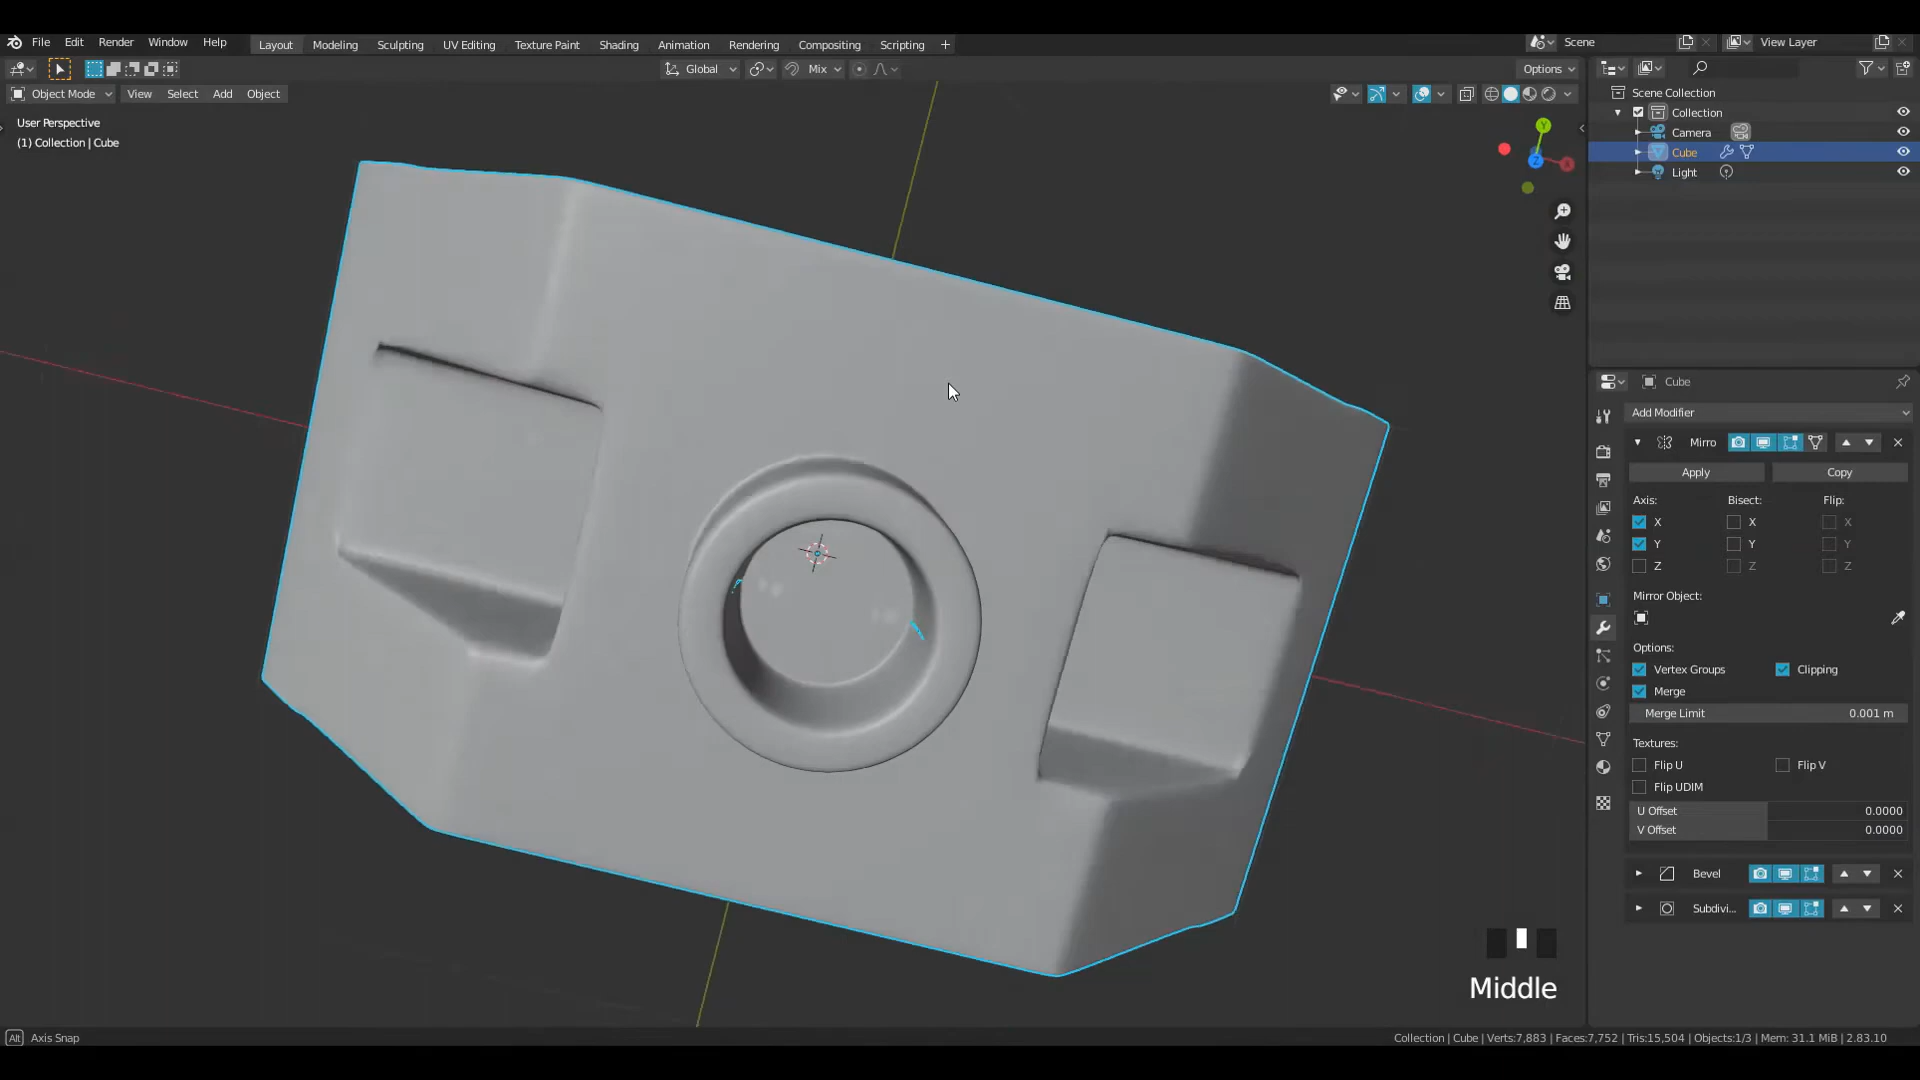 File Edit Render Window Help
Layout Modeling Sculpting UV Editing Texture Paint Shading Animation Rendering Compositing Scripting +
Scene View Layer
Global Mix Options
Object Mode View Select Add Object
User Perspective
(1) Collection | Cube
Y
Z
X
Scene Collection
Collection
Camera
Cube
Light
Cube
Add Modifier
Mirro
Apply Copy
Axis: Bisect: Flip:
X X X
Y Y Y
Z Z Z
Mirror Object:
Options:
Vertex Groups Clipping
Merge
Merge Limit 0.001 m
Textures:
Flip U Flip V
Flip UDIM
U Offset 0.0000
V Offset 0.0000
Bevel
Subdivi...
Middle
Alt Axis Snap
Collection | Cube | Verts:7,883 | Faces:7,752 | Tris:15,504 | Objects:1/3 | Mem: 31.1 MiB | 2.83.10